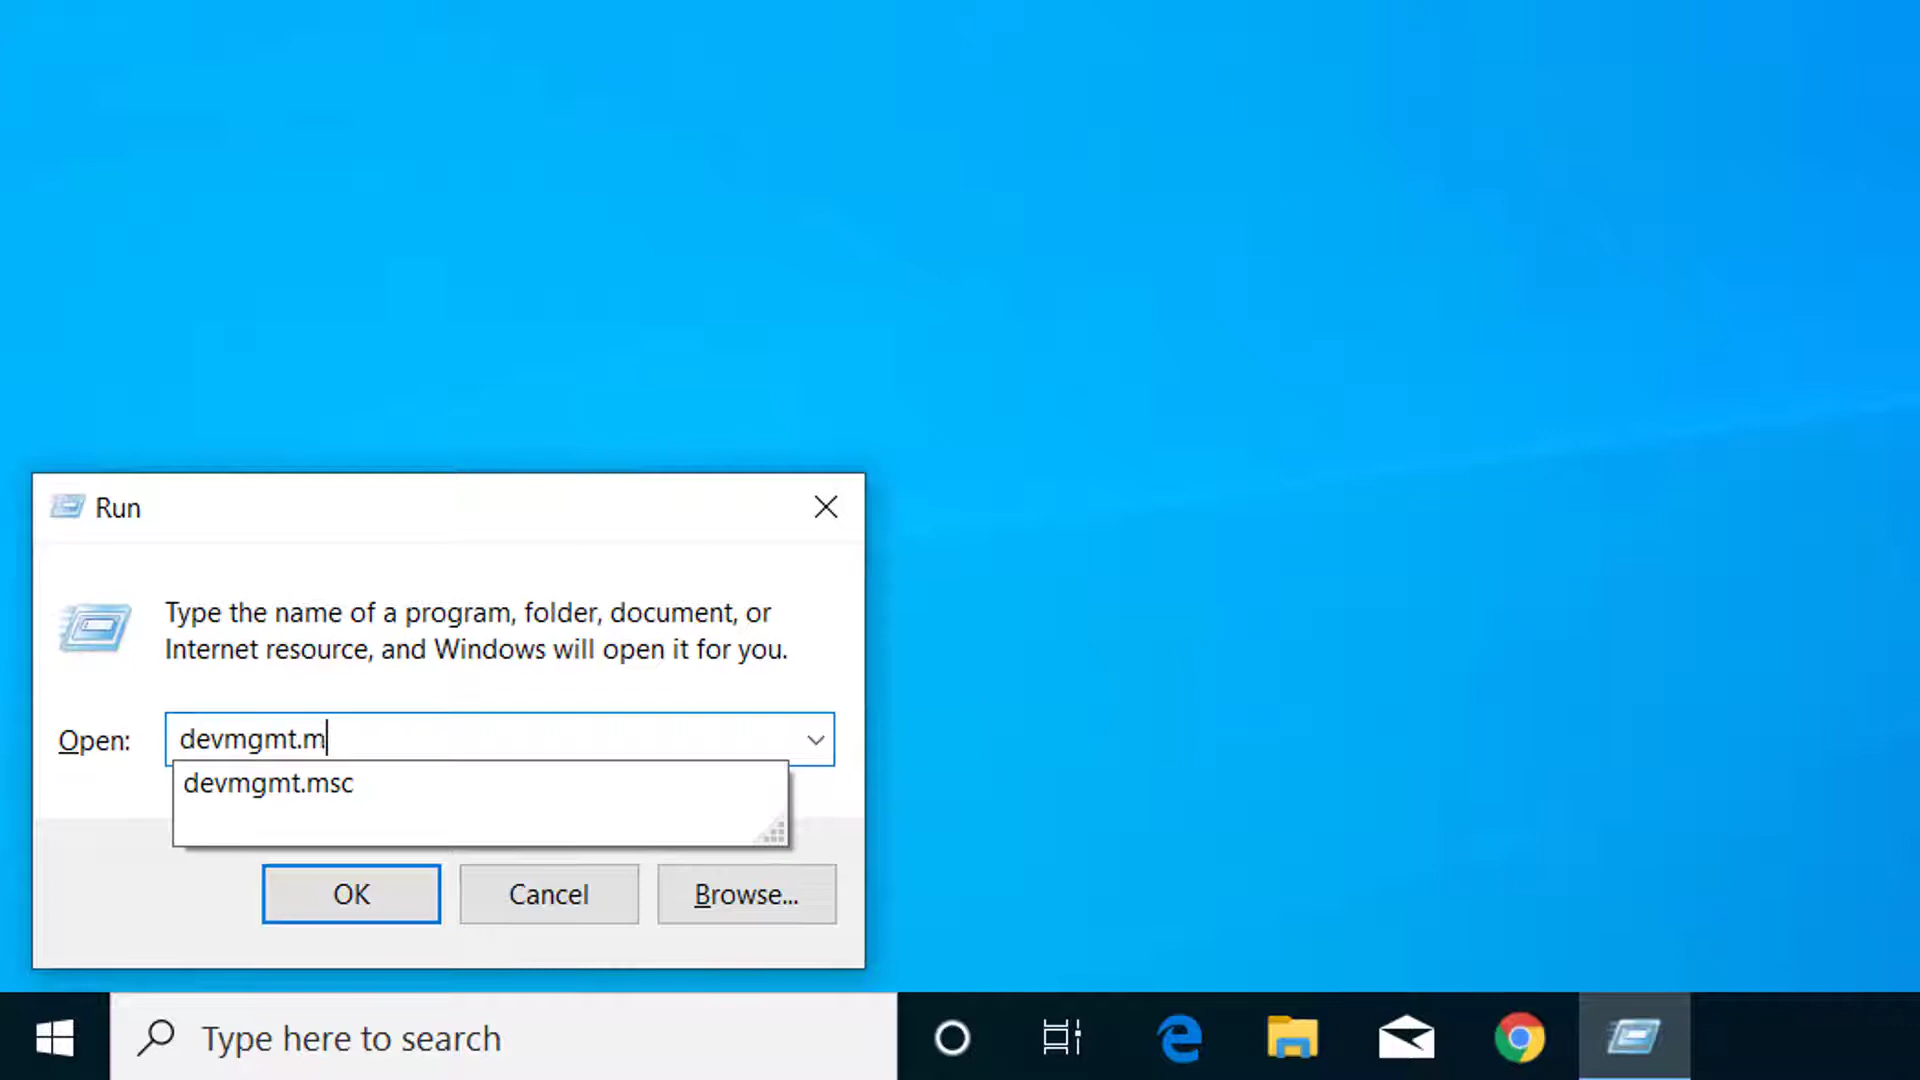 Run
Type the name of a program, folder, document, or
Internet resource, and Windows will open it for you.
Open: devmgmt.m
devmgmt.msc
OK Cancel Browse...
Type here to search